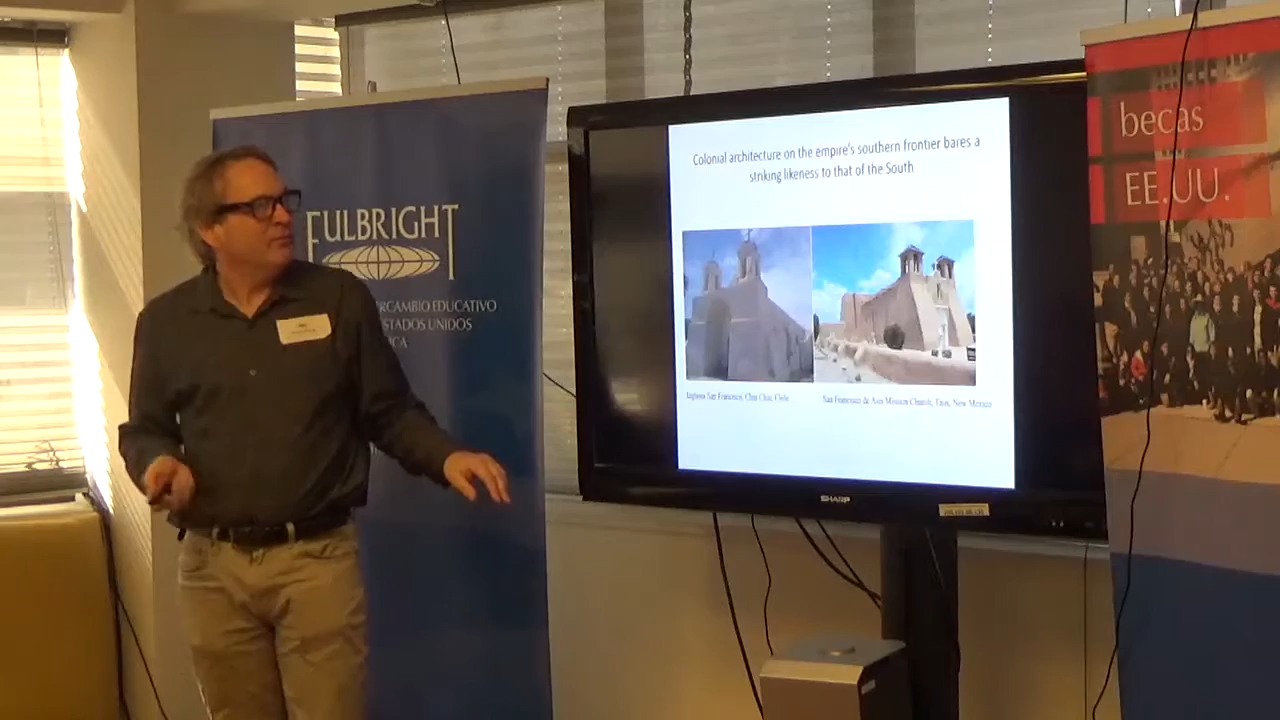 FULBRIGHT
RCAMBIO EDUCATIVO
STADOS UNIDOS
ICA
Colonial architecture on the empire's southern frontier bares a
striking likeness to that of the South
Iglesia San Francisco, Chiu Chiu, Chile
San Francisco de Asis Mission Church, Taos, New Mexico
SHARP
becas
EE.UU.